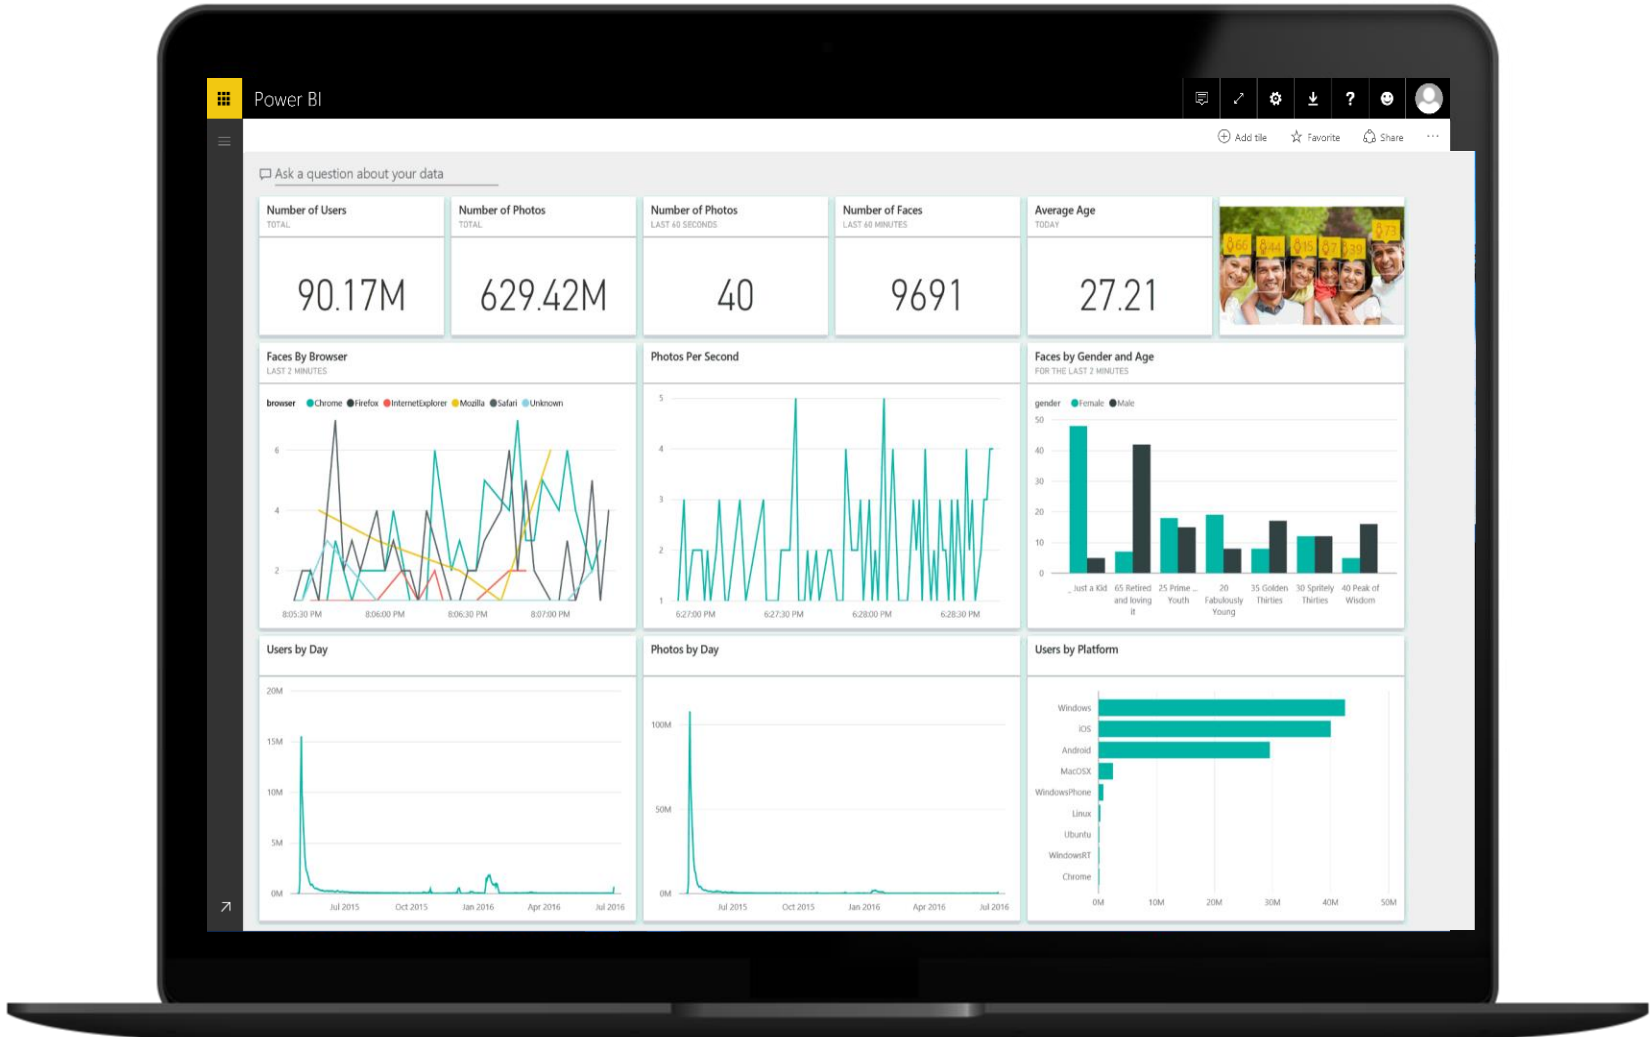 Power BI
Add tile Favorite Share ...
Ask a question about your data
Number of Users
TOTAL
90.17M
Number of Photos
TOTAL
629.42M
Number of Photos
LAST 60 SECONDS
40
Number of Faces
LAST 60 MINUTES
9691
Average Age
TODAY
27.21
66 44 15 7 39 73
Faces By Browser
LAST 2 MINUTES
browser Chrome Firefox InternetExplorer Mozilla Safari Unknown
6
4
2
8:05:30 PM 8:06:00 PM 8:06:30 PM 8:07:00 PM
Photos Per Second
5
4
3
2
1
6:27:00 PM 6:27:30 PM 6:28:00 PM 6:28:30 PM
Faces by Gender and Age
FOR THE LAST 2 MINUTES
gender Female Male
50
40
30
20
10
0
_ Just a Kid 65 Retired and loving it 25 Prime ... Youth 20 Fabulously Young 35 Golden Thirties 30 Spritely Thirties 40 Peak of Wisdom
Users by Day
20M
15M
10M
5M
0M
Jul 2015 Oct 2015 Jan 2016 Apr 2016 Jul 2016
Photos by Day
100M
50M
0M
Jul 2015 Oct 2015 Jan 2016 Apr 2016 Jul 2016
Users by Platform
Windows
iOS
Android
MacOSX
WindowsPhone
Linux
Ubuntu
WindowsRT
Chrome
0M 10M 20M 30M 40M 50M